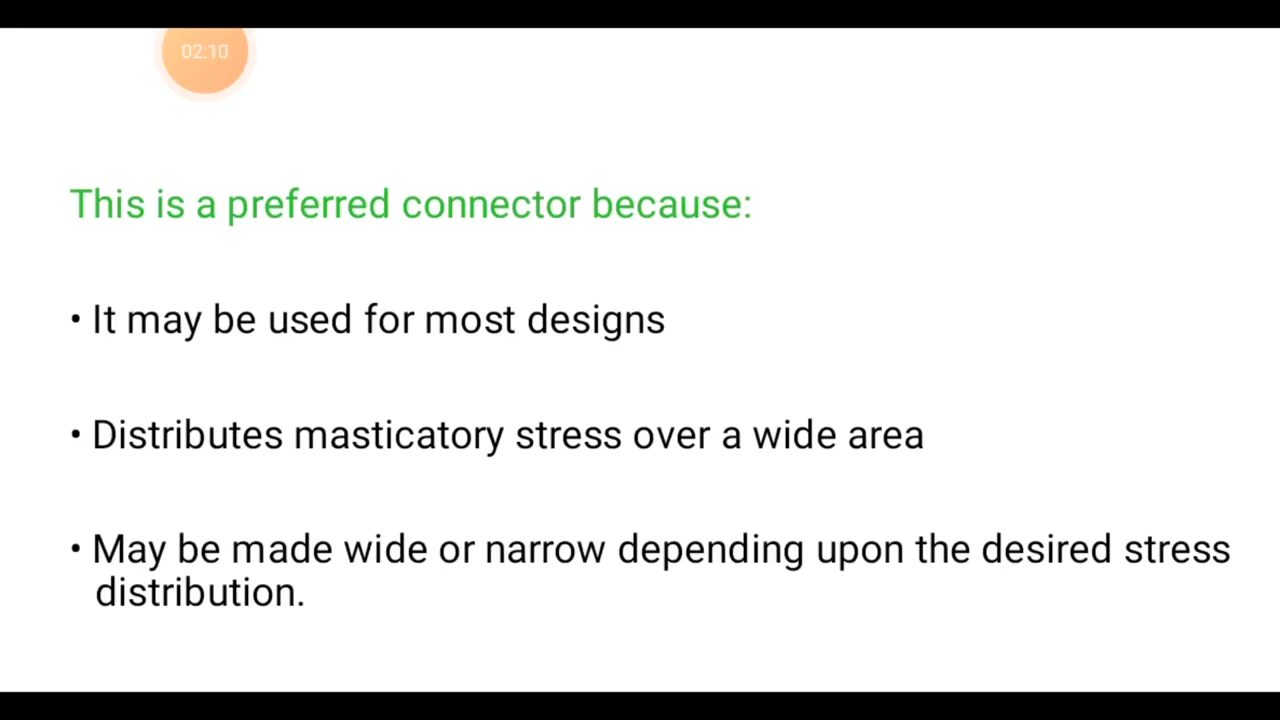 02:10
This is a preferred connector because:
• It may be used for most designs
• Distributes masticatory stress over a wide area
• May be made wide or narrow depending upon the desired stress
distribution.